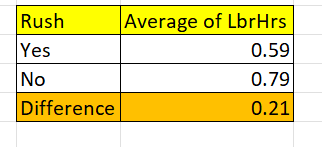 Rush Average of LbrHrs
Yes 0.59
No 0.79
Difference 0.21